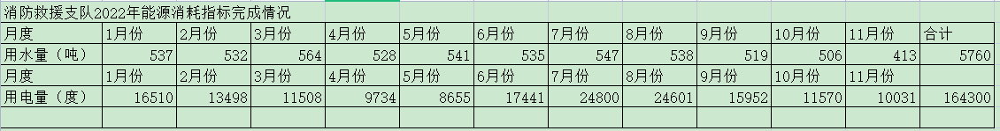 消防救援支队2022年能源消耗指标完成情况
月度 1月份 2月份 3月份 4月份 5月份 6月份 7月份 8月份 9月份 10月份 11月份 合计
用水量（吨） 537 532 564 528 541 535 547 538 519 506 413 5760
月度 1月份 2月份 3月份 4月份 5月份 6月份 7月份 8月份 9月份 10月份 11月份
用电量（度） 16510 13498 11508 9734 8655 17441 24800 24601 15952 11570 10031 164300